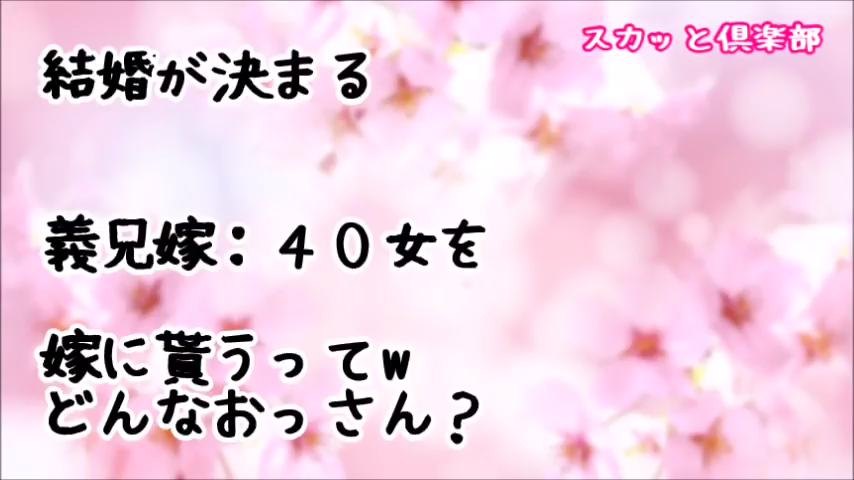 スカッと倶楽部
結婚が決まる
義兄嫁：４０女を
嫁に貰うってw
どんなおっさん？